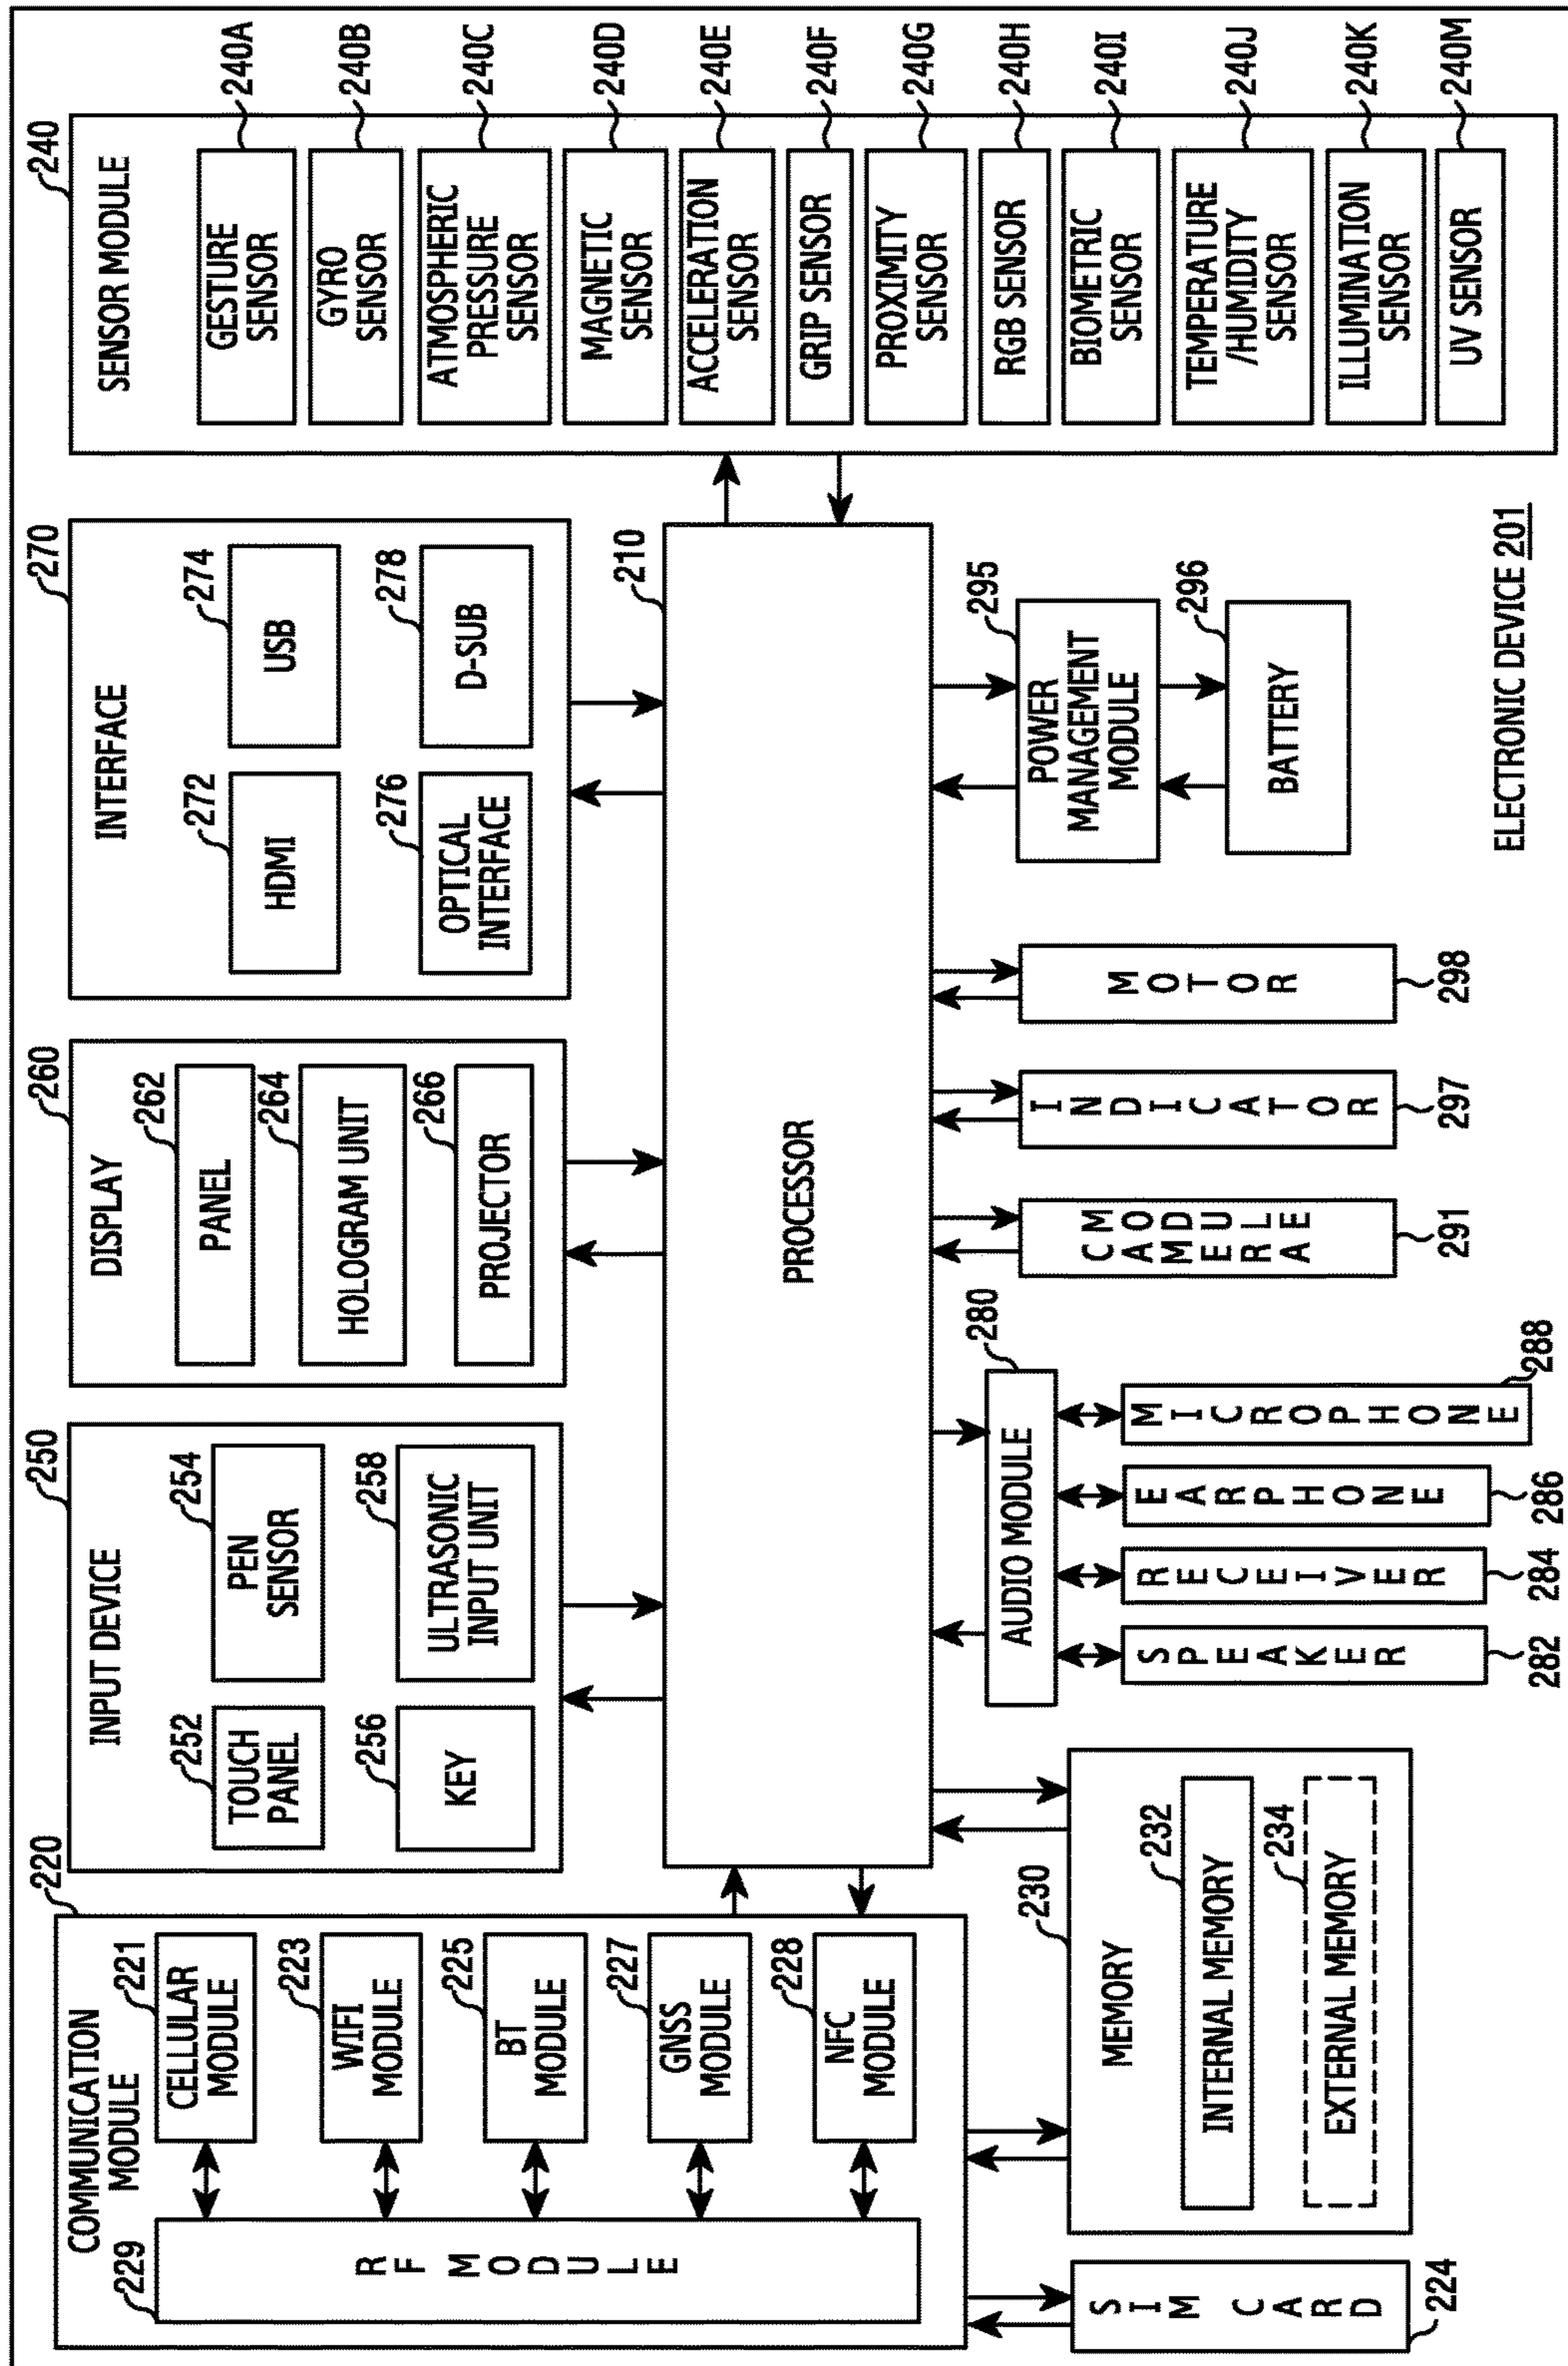 COMMUNICATION
MODULE
220
229
RF MODULE
221
CELLULAR
MODULE
223
WIFI
MODULE
225
BT
MODULE
227
GNSS
MODULE
228
NFC
MODULE
SIM CARD
224
250
INPUT DEVICE
252
TOUCH
PANEL
254
PEN
SENSOR
256
KEY
258
ULTRASONIC
INPUT UNIT
260
DISPLAY
262
PANEL
264
HOLOGRAM UNIT
266
PROJECTOR
270
INTERFACE
272
HDMI
274
USB
276
OPTICAL
INTERFACE
278
D-SUB
240
SENSOR MODULE
GESTURE
SENSOR
240A
GYRO
SENSOR
240B
ATMOSPHERIC
PRESSURE
SENSOR
240C
MAGNETIC
SENSOR
240D
ACCELERATION
SENSOR
240E
GRIP SENSOR
240F
PROXIMITY
SENSOR
240G
RGB SENSOR
240H
BIOMETRIC
SENSOR
240I
TEMPERATURE
/HUMIDITY
SENSOR
240J
ILLUMINATION
SENSOR
240K
UV SENSOR
240M
210
PROCESSOR
230
MEMORY
232
INTERNAL MEMORY
234
EXTERNAL MEMORY
280
AUDIO MODULE
SPEAKER
282
RECEIVER
284
EARPHONE
286
MICROPHONE
288
CAMERA
MODULE
291
INDICATOR
297
MOTOR
298
295
POWER
MANAGEMENT
MODULE
296
BATTERY
ELECTRONIC DEVICE 201